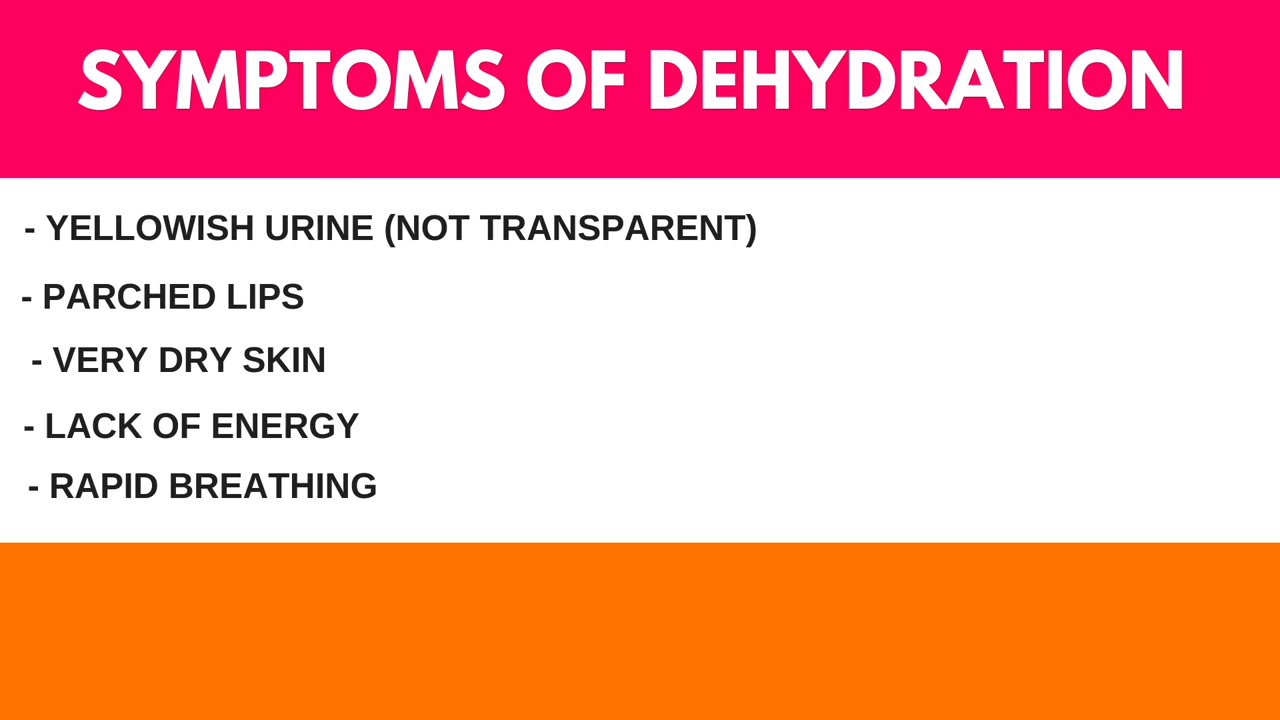 SYMPTOMS OF DEHYDRATION
- YELLOWISH URINE (NOT TRANSPARENT)
- PARCHED LIPS
- VERY DRY SKIN
- LACK OF ENERGY
- RAPID BREATHING